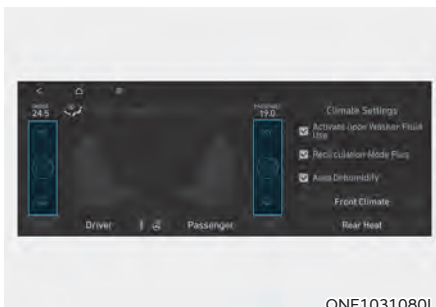 24.5
19.0
Climate Settings
Activate upon Washer Fluid
Use
Recirculation Mode Plus
Auto Dehumidify
Front Climate
Driver
Passenger
Rear Heat
ONE1031080L